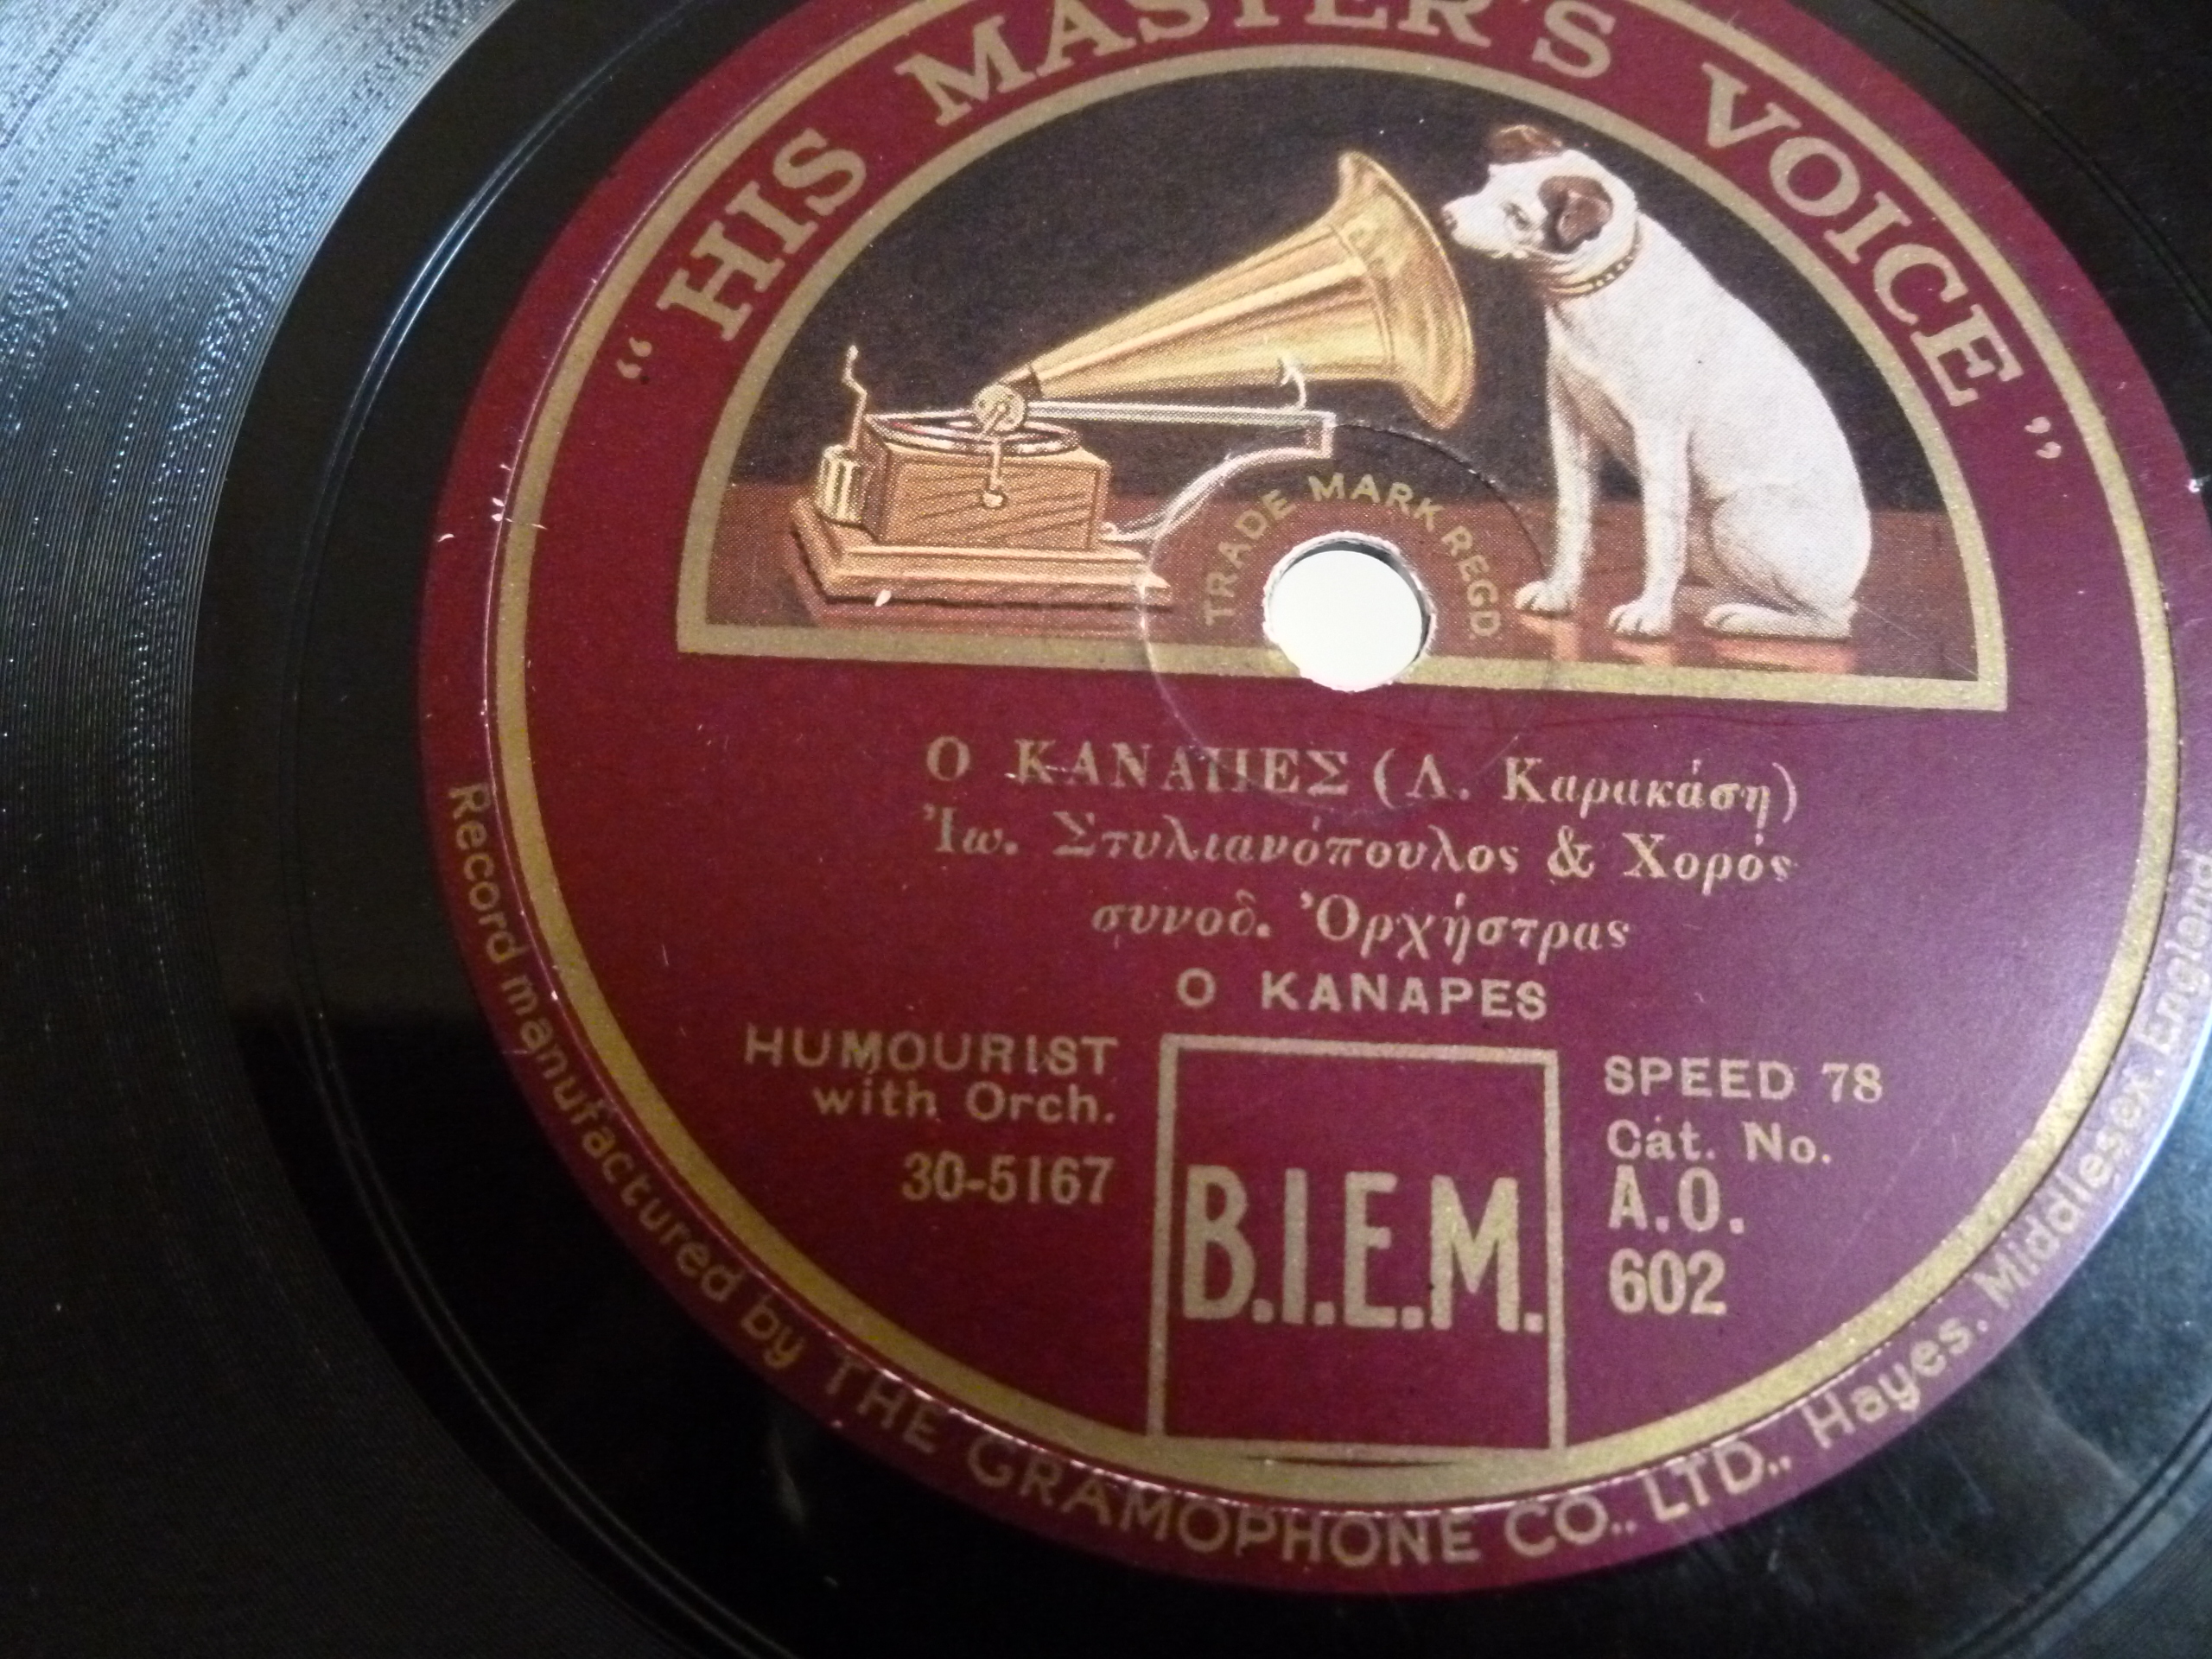 “HIS MASTER'S VOICE”
TRADE MARK REGD.
Ο ΚΑΝΑΠΕΣ (Λ. Καρακάση)
Ἰω. Στυλιανόπουλος & Χορός
συνοδ. Ὀρχήστρας
O KANAPES
HUMOURIST
with Orch.
30-5167
B.I.E.M.
SPEED 78
Cat. No.
A.O.
602
Record manufactured by THE GRAMOPHONE CO., LTD., Hayes, Middlesex, England